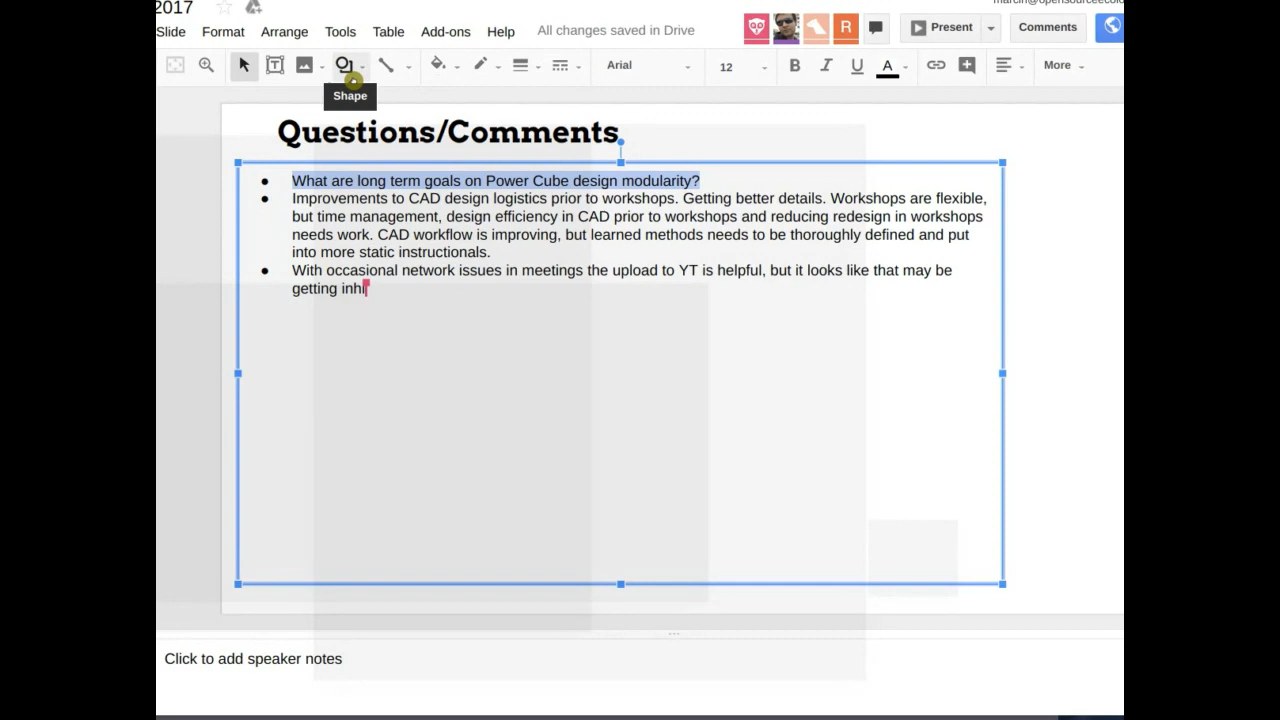 2017
marcin@opensourceecol
Slide Format Arrange Tools Table Add-ons Help All changes saved in Drive R Present Comments
Arial 12 B I U A More
Shape
Questions/Comments
● What are long term goals on Power Cube design modularity?
● Improvements to CAD design logistics prior to workshops. Getting better details. Workshops are flexible,
but time management, design efficiency in CAD prior to workshops and reducing redesign in workshops
needs work. CAD workflow is improving, but learned methods needs to be thoroughly defined and put
into more static instructionals.
● With occasional network issues in meetings the upload to YT is helpful, but it looks like that may be
getting inhi
Click to add speaker notes